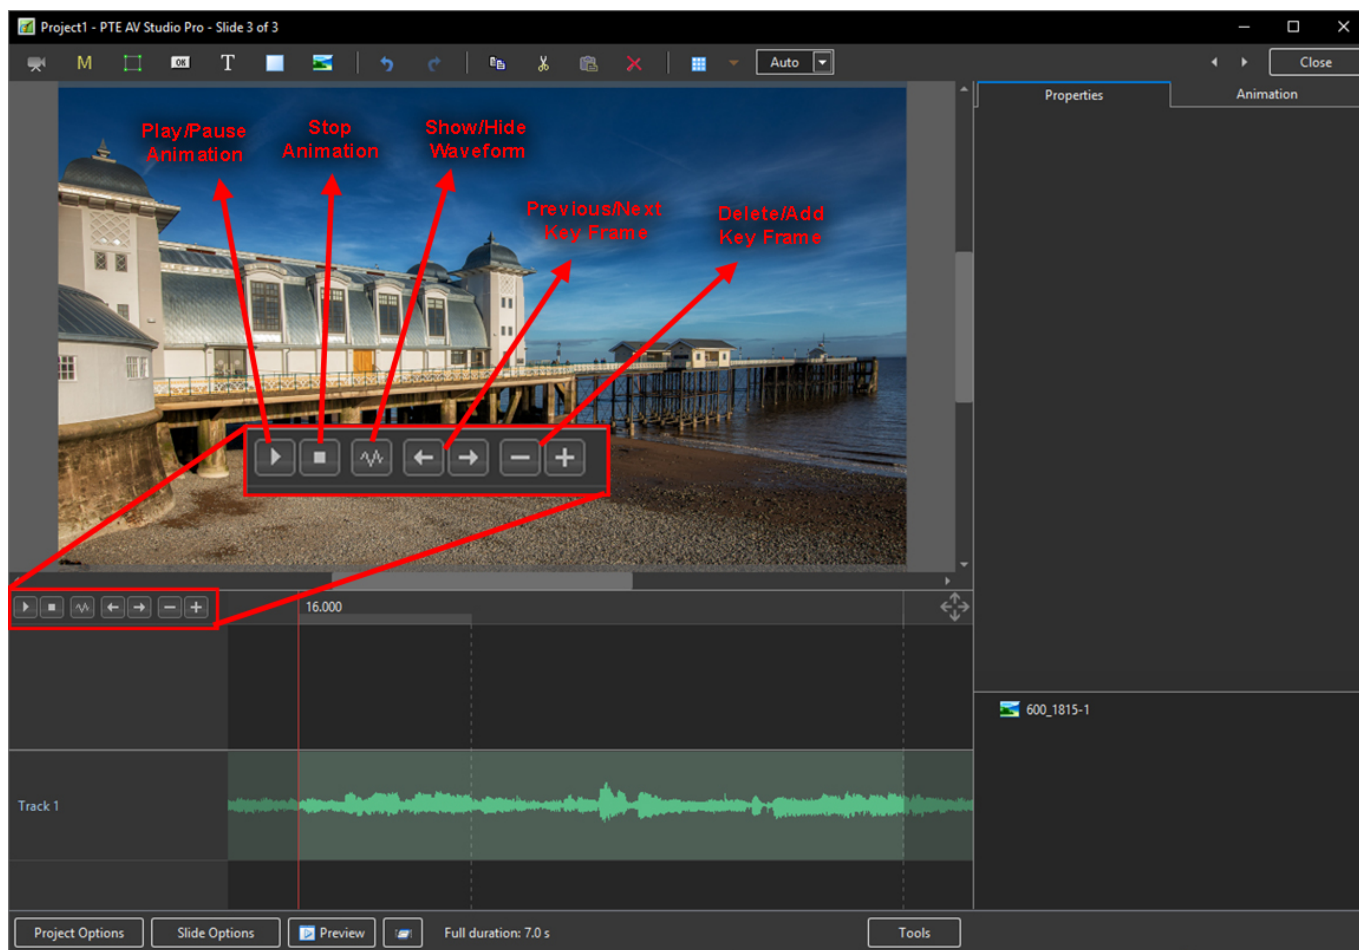 Project1 - PTE AV Studio Pro - Slide 3 of 3
M
OK
T
Auto
Close
Properties
Animation
Play/Pause
Animation
Stop
Animation
Show/Hide
Waveform
Previous/Next
Key Frame
Delete/Add
Key Frame
16.000
600_1815-1
Track 1
Project Options
Slide Options
Preview
Full duration: 7.0 s
Tools